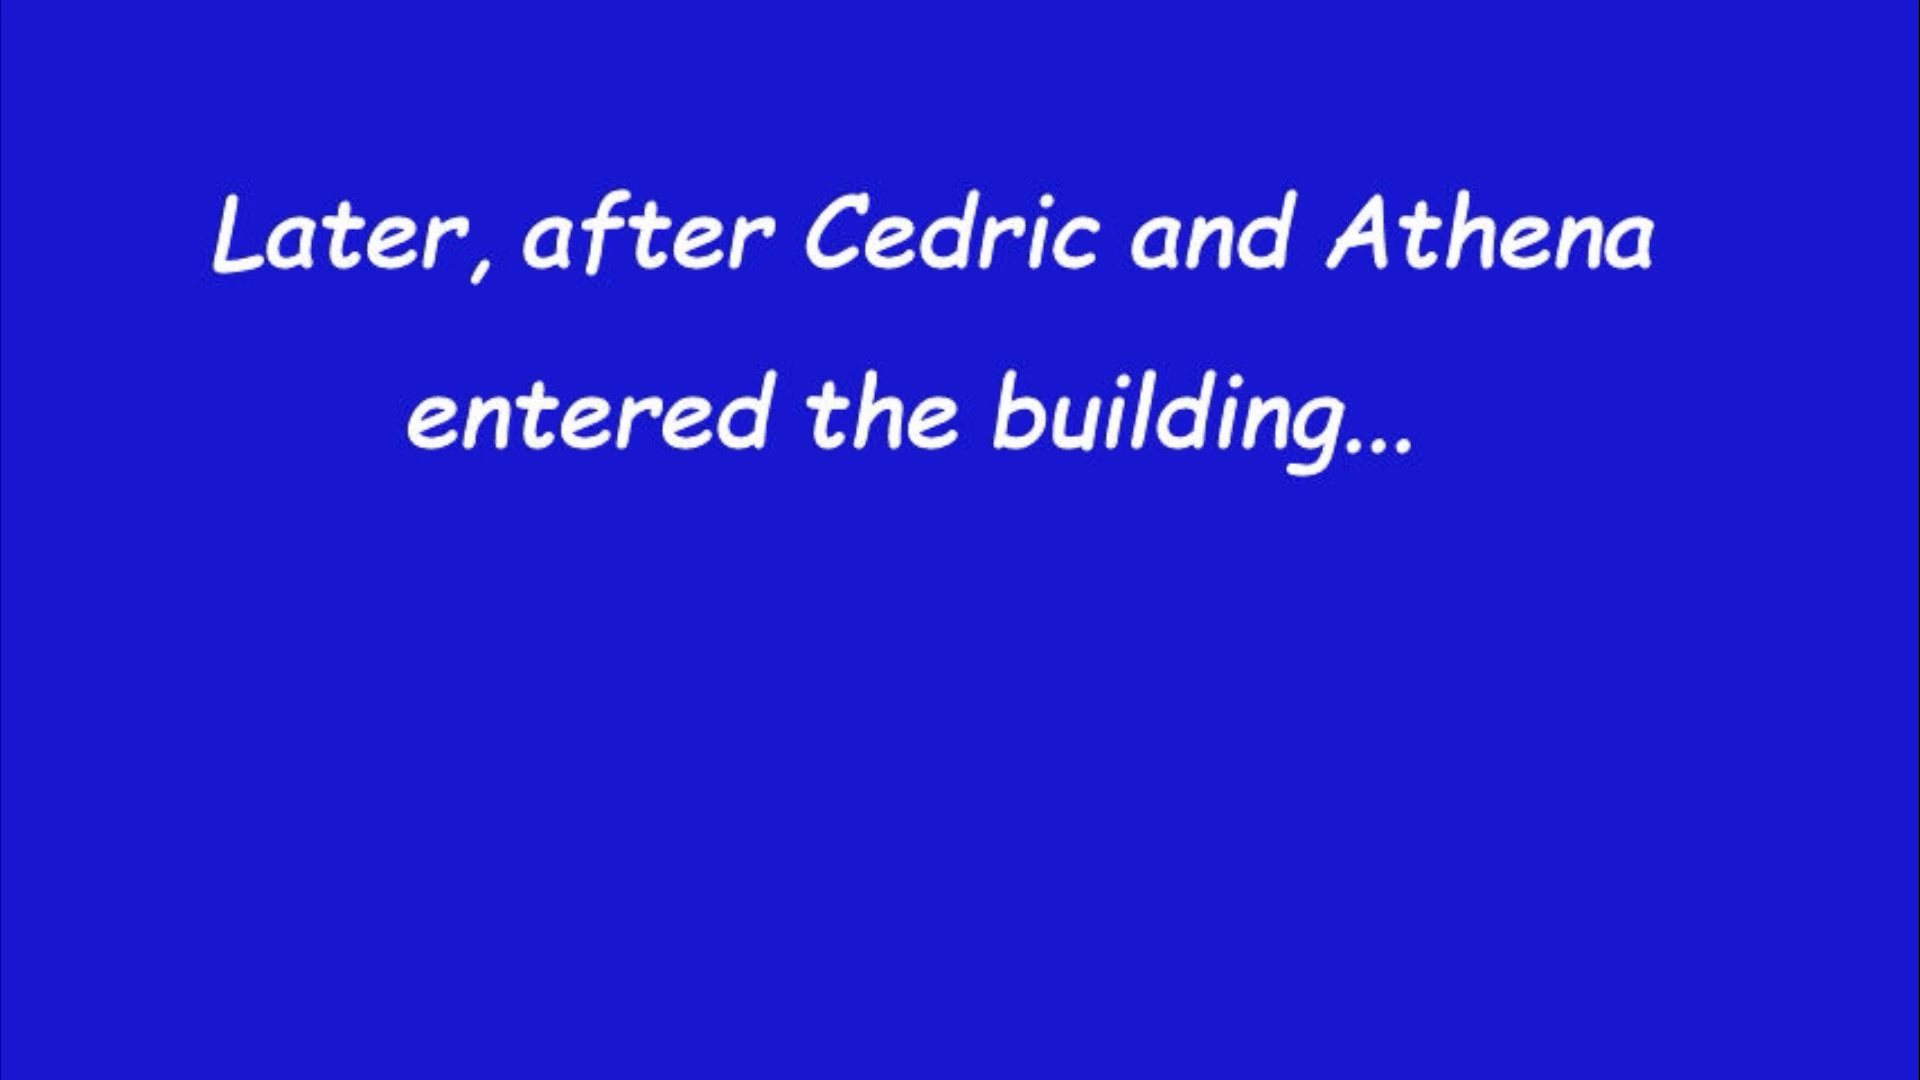 Later, after Cedric and Athena
entered the building...